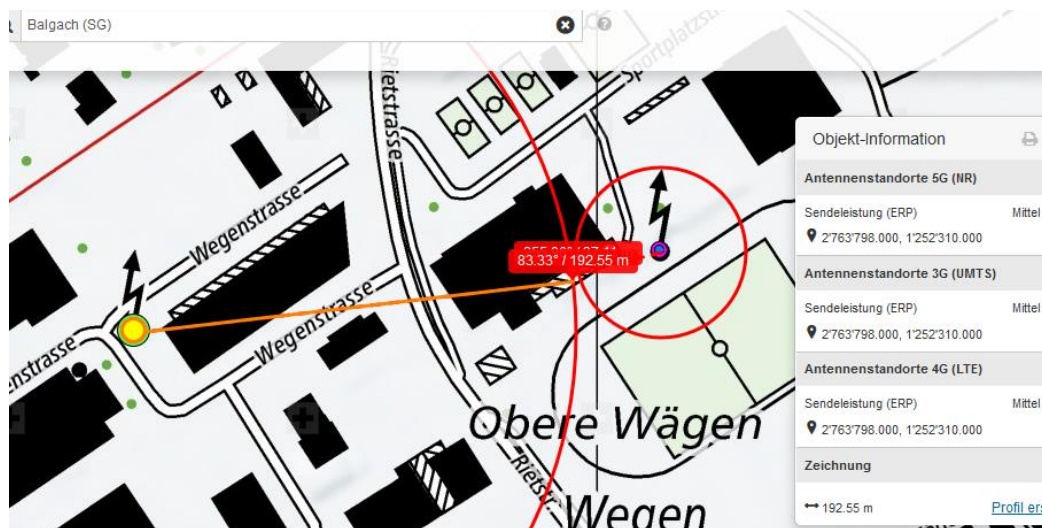 Balgach (SG)
Sportplatzstr
Rietstrasse
Wegenstrasse
83.33° / 192.55 m
Wegenstrasse
enstrasse
Obere Wägen
Rietstr.
Wegen
Objekt-Information
Antennenstandorte 5G (NR)
Sendeleistung (ERP) Mittel
2'763'798.000, 1'252'310.000
Antennenstandorte 3G (UMTS)
Sendeleistung (ERP) Mittel
2'763'798.000, 1'252'310.000
Antennenstandorte 4G (LTE)
Sendeleistung (ERP) Mittel
2'763'798.000, 1'252'310.000
Zeichnung
192.55 m Profil ers